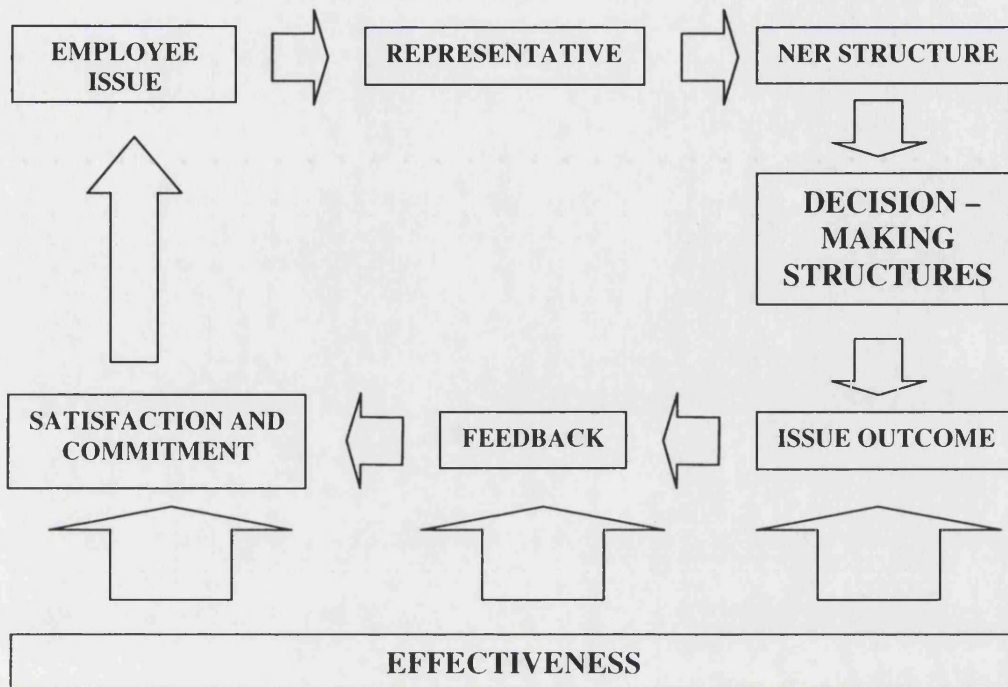 EMPLOYEE
ISSUE
REPRESENTATIVE
NER STRUCTURE
DECISION –
MAKING
STRUCTURES
SATISFACTION AND
COMMITMENT
FEEDBACK
ISSUE OUTCOME
EFFECTIVENESS